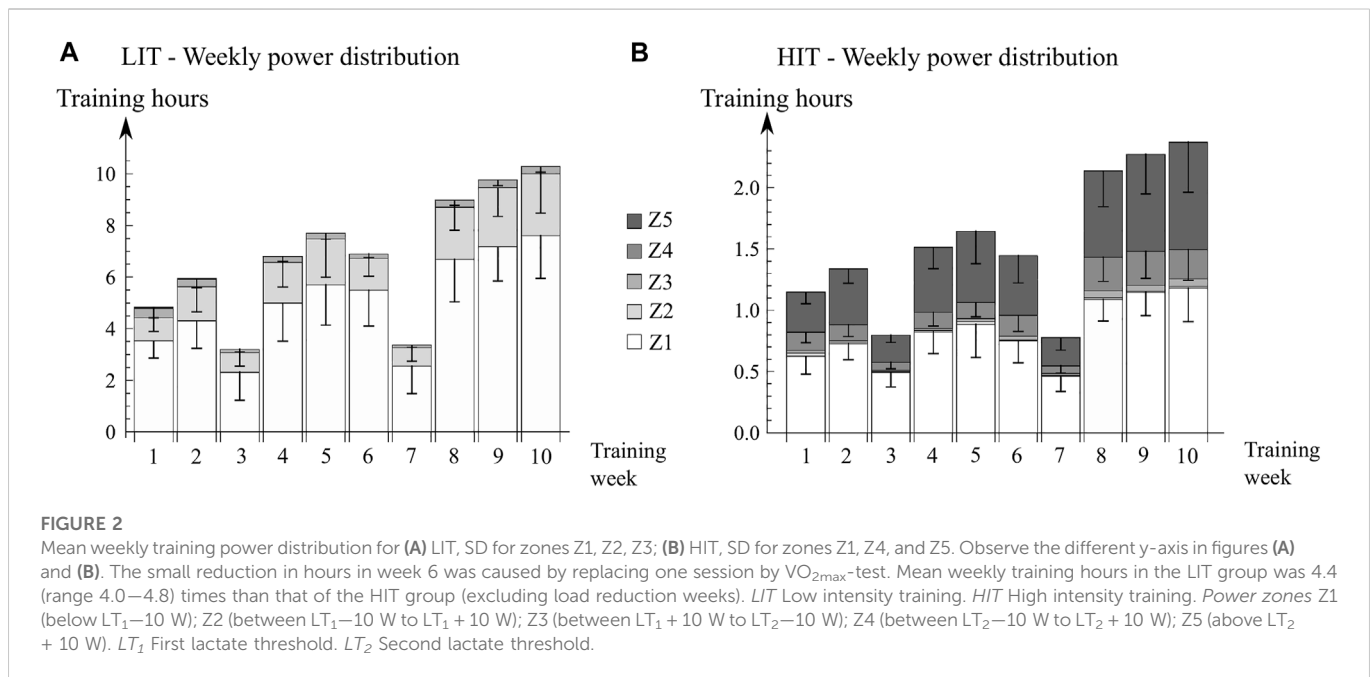 A LIT - Weekly power distribution
Training hours
10
8
6
4
2
0
1 2 3 4 5 6 7 8 9 10
Training
week
Z5
Z4
Z3
Z2
Z1
B HIT - Weekly power distribution
Training hours
2.0
1.5
1.0
0.5
0.0
1 2 3 4 5 6 7 8 9 10
Training
week
FIGURE 2
Mean weekly training power distribution for (A) LIT, SD for zones Z1, Z2, Z3; (B) HIT, SD for zones Z1, Z4, and Z5. Observe the different y-axis in figures (A)
and (B). The small reduction in hours in week 6 was caused by replacing one session by VO2max-test. Mean weekly training hours in the LIT group was 4.4
(range 4.0—4.8) times than that of the HIT group (excluding load reduction weeks). LIT Low intensity training. HIT High intensity training. Power zones Z1
(below LT1—10 W); Z2 (between LT1—10 W to LT1 + 10 W); Z3 (between LT1 + 10 W to LT2—10 W); Z4 (between LT2—10 W to LT2 + 10 W); Z5 (above LT2
+ 10 W). LT1 First lactate threshold. LT2 Second lactate threshold.